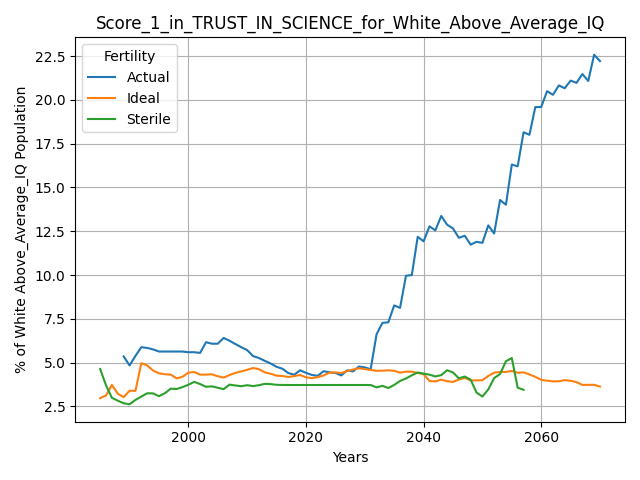 Score_1_in_TRUST_IN_SCIENCE_for_White_Above_Average_IQ
Fertility
Actual
Ideal
Sterile
% of White Above_Average_IQ Population
22.5
20.0
17.5
15.0
12.5
10.0
7.5
5.0
2.5
2000 2020 2040 2060
Years